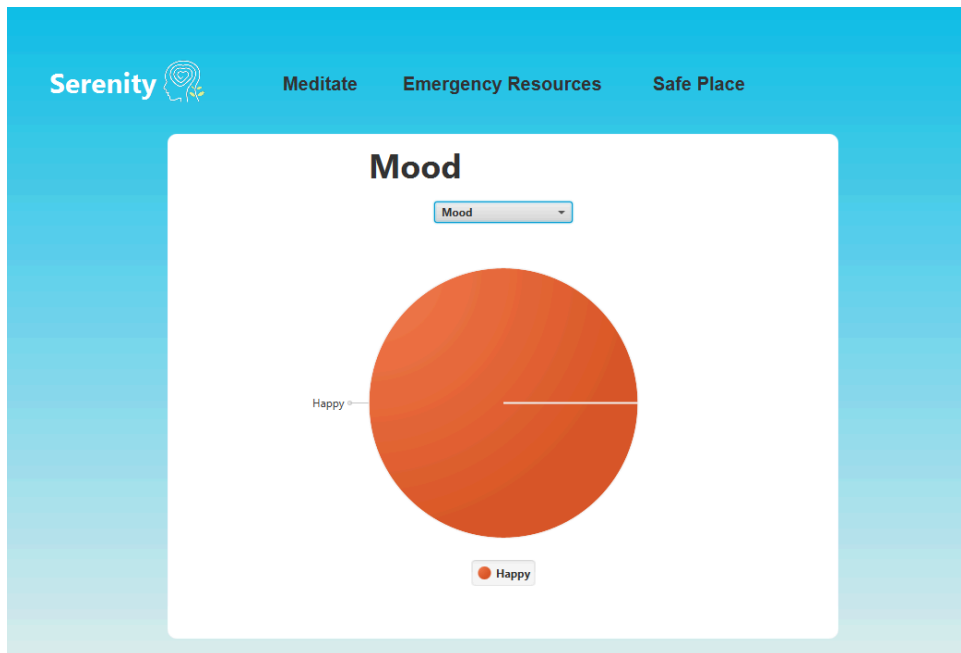 Serenity
Meditate Emergency Resources Safe Place
Mood
Mood
Happy
Happy